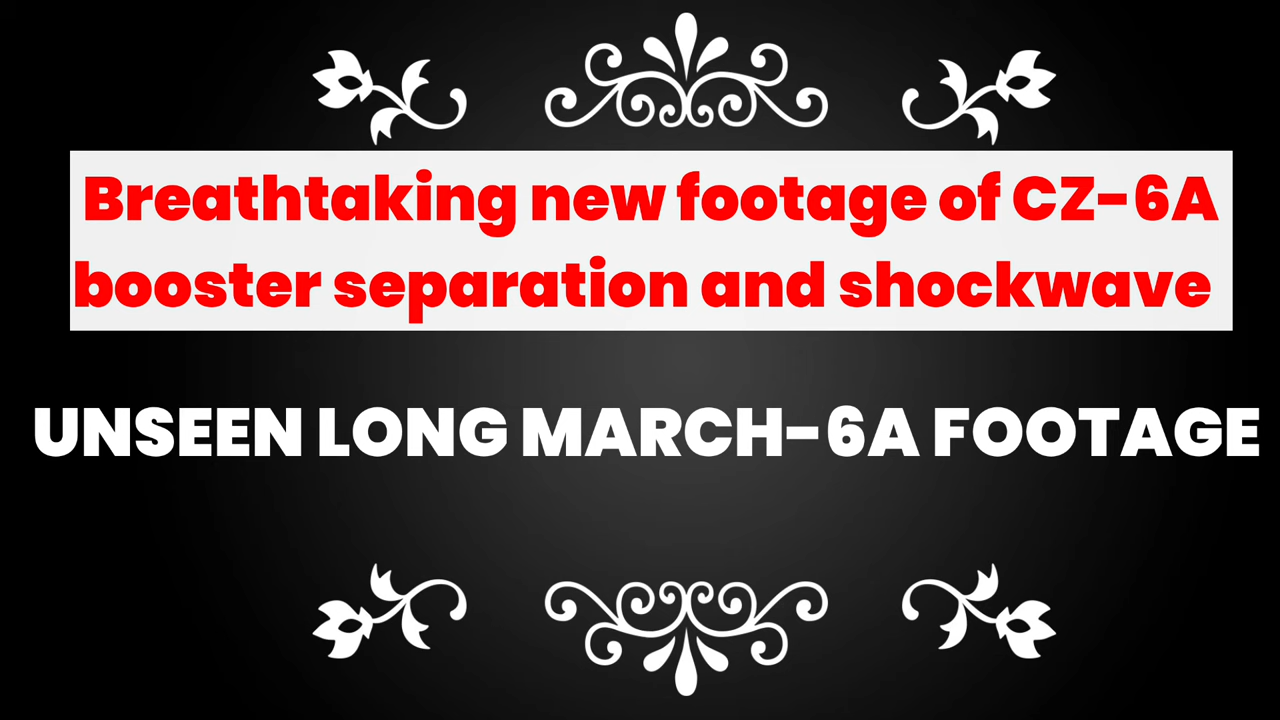 Breathtaking new footage of CZ-6A
booster separation and shockwave
UNSEEN LONG MARCH-6A FOOTAGE